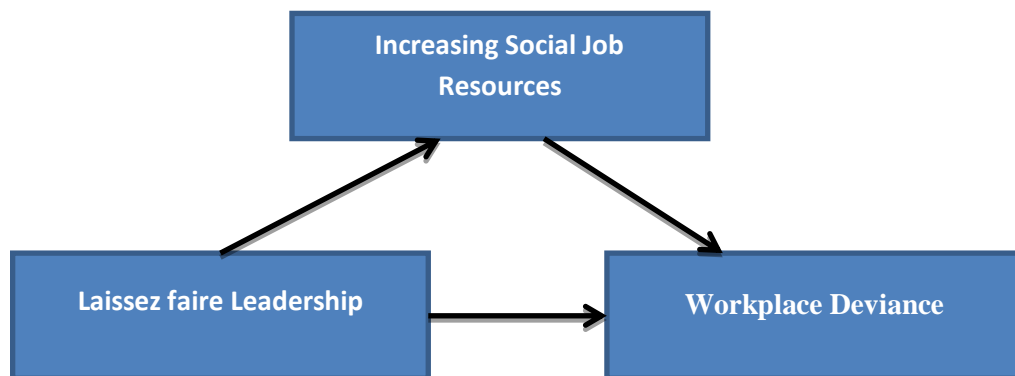 Increasing Social Job
Resources
Laissez faire Leadership
Workplace Deviance